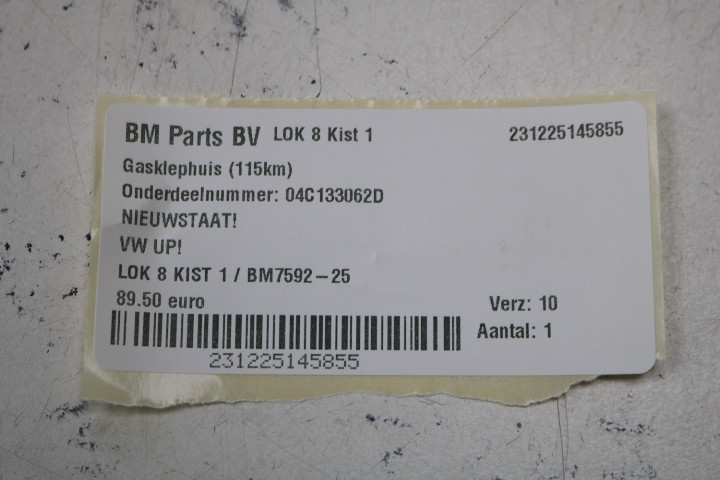 BM Parts BV LOK 8 Kist 1 231225145855
Gasklephuis (115km)
Onderdeelnummer: 04C133062D
NIEUWSTAAT!
VW UP!
LOK 8 KIST 1 / BM7592-25
89.50 euro Verz: 10
Aantal: 1
231225145855